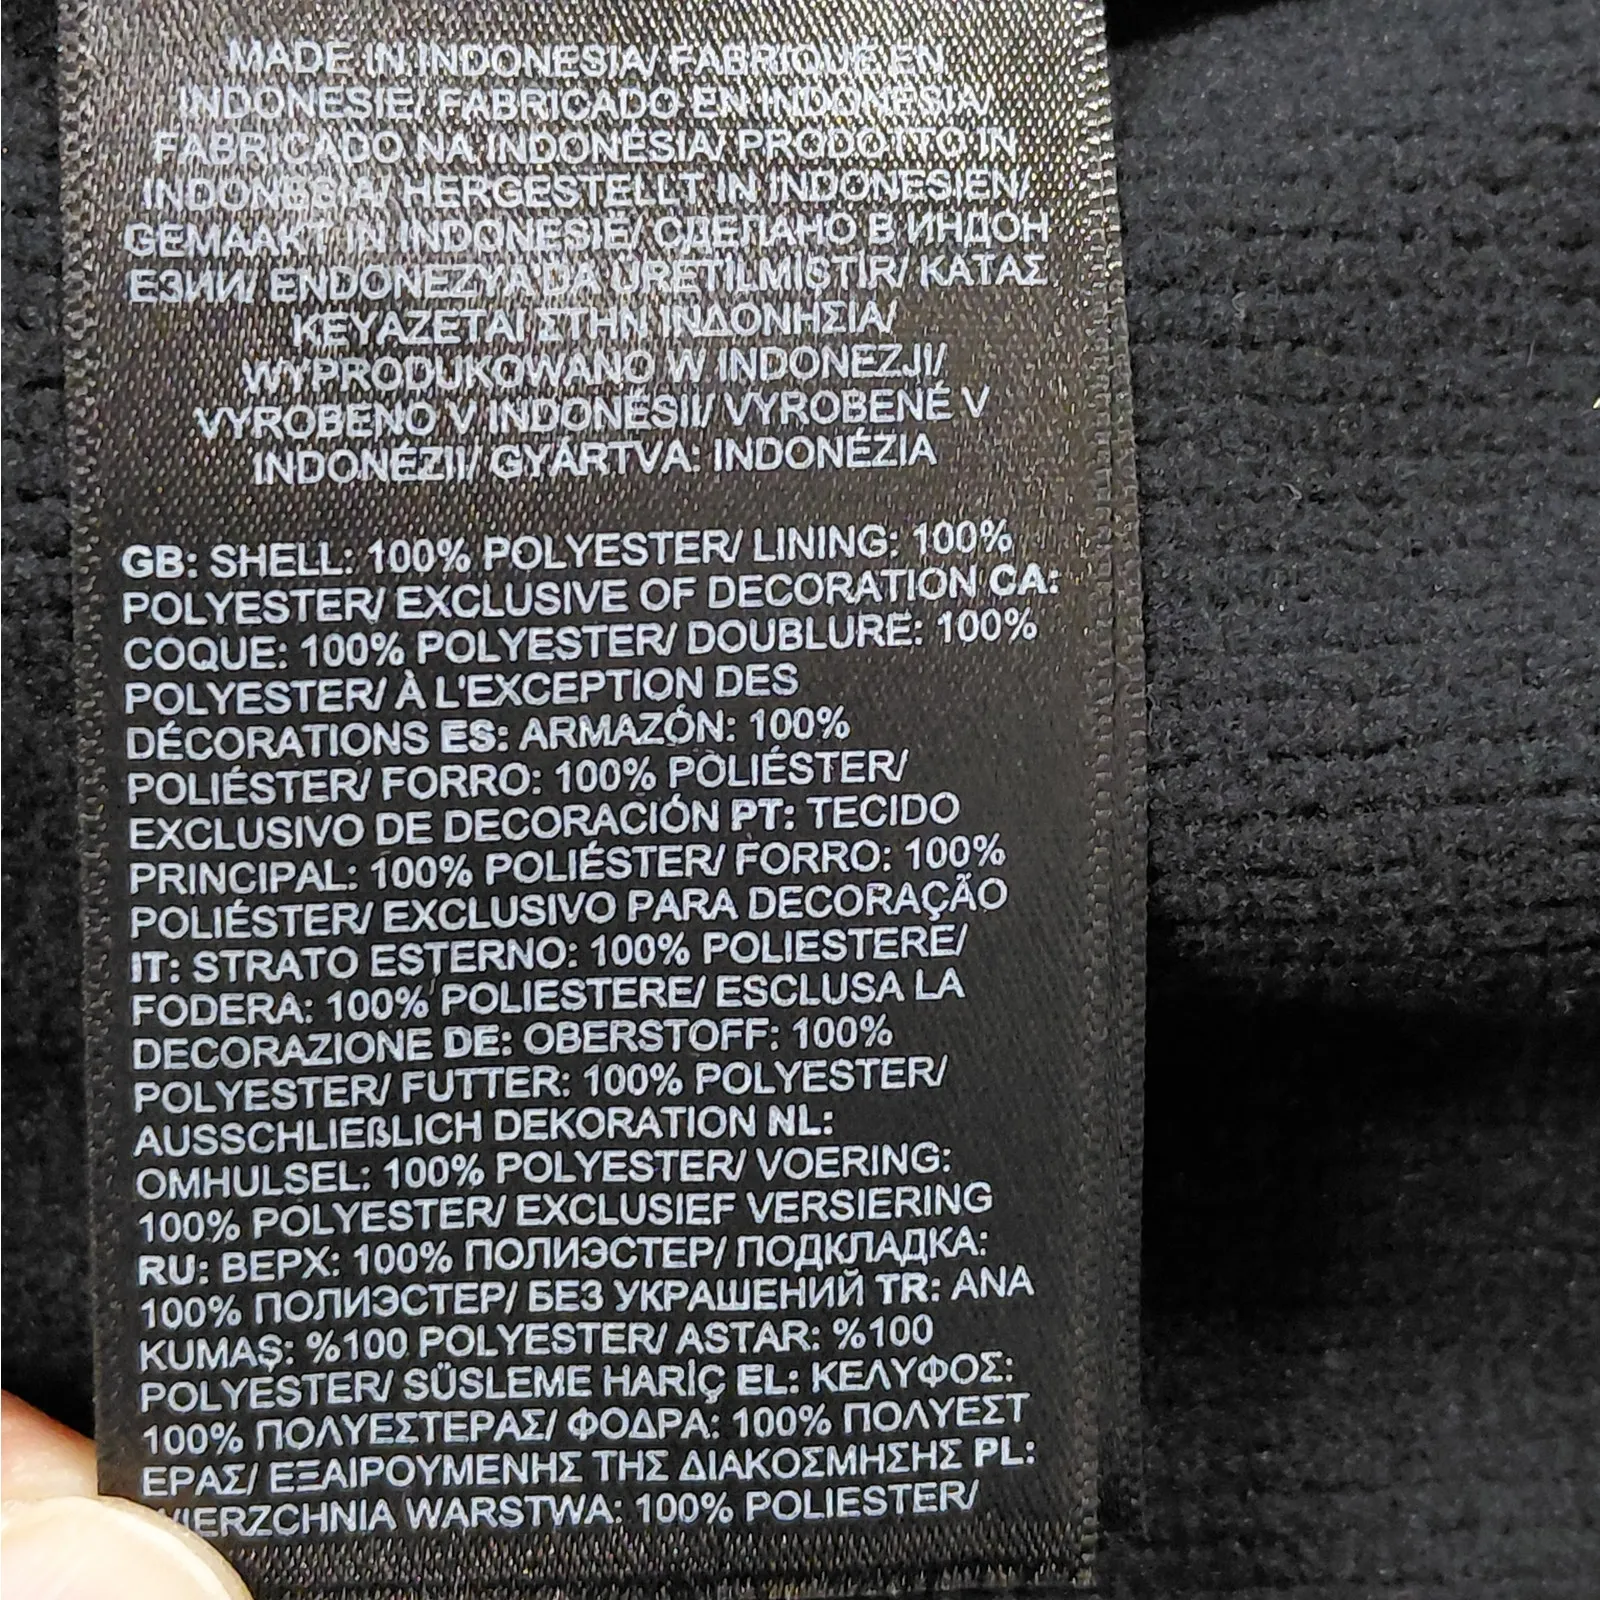 MADE IN INDONESIA/ FABRIQUÉ EN
INDONESIE/ FABRICADO EN INDONESIA/
FABRICADO NA INDONÉSIA/ PRODOTTO IN
INDONESIA/ HERGESTELLT IN INDONESIEN/
GEMAAKT IN INDONESIË/ СДЕЛАНО В ИНДОН
ЕЗИИ/ ENDONEZYA'DA ÜRETİLMİŞTİR/ ΚΑΤΑΣ
ΚΕΥΑΖΕΤΑΙ ΣΤΗΝ ΙΝΔΟΝΗΣΙΑ/
WYPRODUKOWANO W INDONEZJI/
VYROBENO V INDONÉSII/ VYROBENÉ V
INDONÉZII/ GYÁRTVA: INDONÉZIA
GB: SHELL: 100% POLYESTER/ LINING: 100%
POLYESTER/ EXCLUSIVE OF DECORATION CA:
COQUE: 100% POLYESTER/ DOUBLURE: 100%
POLYESTER/ À L'EXCEPTION DES
DÉCORATIONS ES: ARMAZÓN: 100%
POLIÉSTER/ FORRO: 100% POLIÉSTER/
EXCLUSIVO DE DECORACIÓN PT: TECIDO
PRINCIPAL: 100% POLIÉSTER/ FORRO: 100%
POLIÉSTER/ EXCLUSIVO PARA DECORAÇÃO
IT: STRATO ESTERNO: 100% POLIESTERE/
FODERA: 100% POLIESTERE/ ESCLUSA LA
DECORAZIONE DE: OBERSTOFF: 100%
POLYESTER/ FUTTER: 100% POLYESTER/
AUSSCHLIEßLICH DEKORATION NL:
OMHULSEL: 100% POLYESTER/ VOERING:
100% POLYESTER/ EXCLUSIEF VERSIERING
RU: ВЕРХ: 100% ПОЛИЭСТЕР/ ПОДКЛАДКА:
100% ПОЛИЭСТЕР/ БЕЗ УКРАШЕНИЙ TR: ANA
KUMAŞ: %100 POLYESTER/ ASTAR: %100
POLYESTER/ SÜSLEME HARİÇ EL: ΚΕΛΥΦΟΣ:
100% ΠΟΛΥΕΣΤΕΡΑΣ/ ΦΟΔΡΑ: 100% ΠΟΛΥΕΣΤ
ΕΡΑΣ/ ΕΞΑΙΡΟΥΜΕΝΗΣ ΤΗΣ ΔΙΑΚΟΣΜΗΣΗΣ PL:
WIERZCHNIA WARSTWA: 100% POLIESTER/